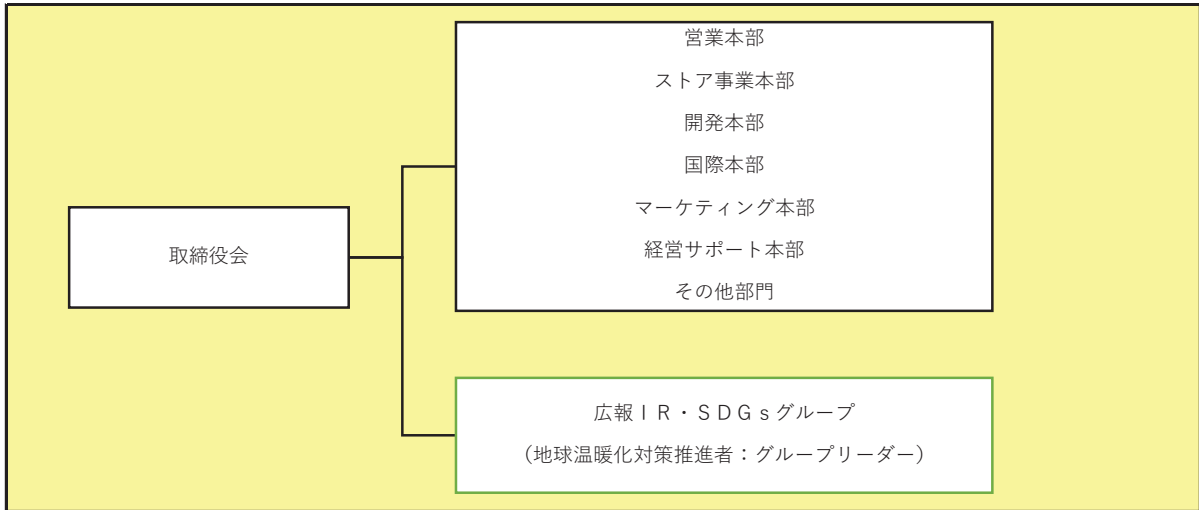 営業本部
ストア事業本部
開発本部
国際本部
マーケティング本部
経営サポート本部
その他部門
取締役会
広報ＩＲ・ＳＤＧｓグループ
（地球温暖化対策推進者：グループリーダー）